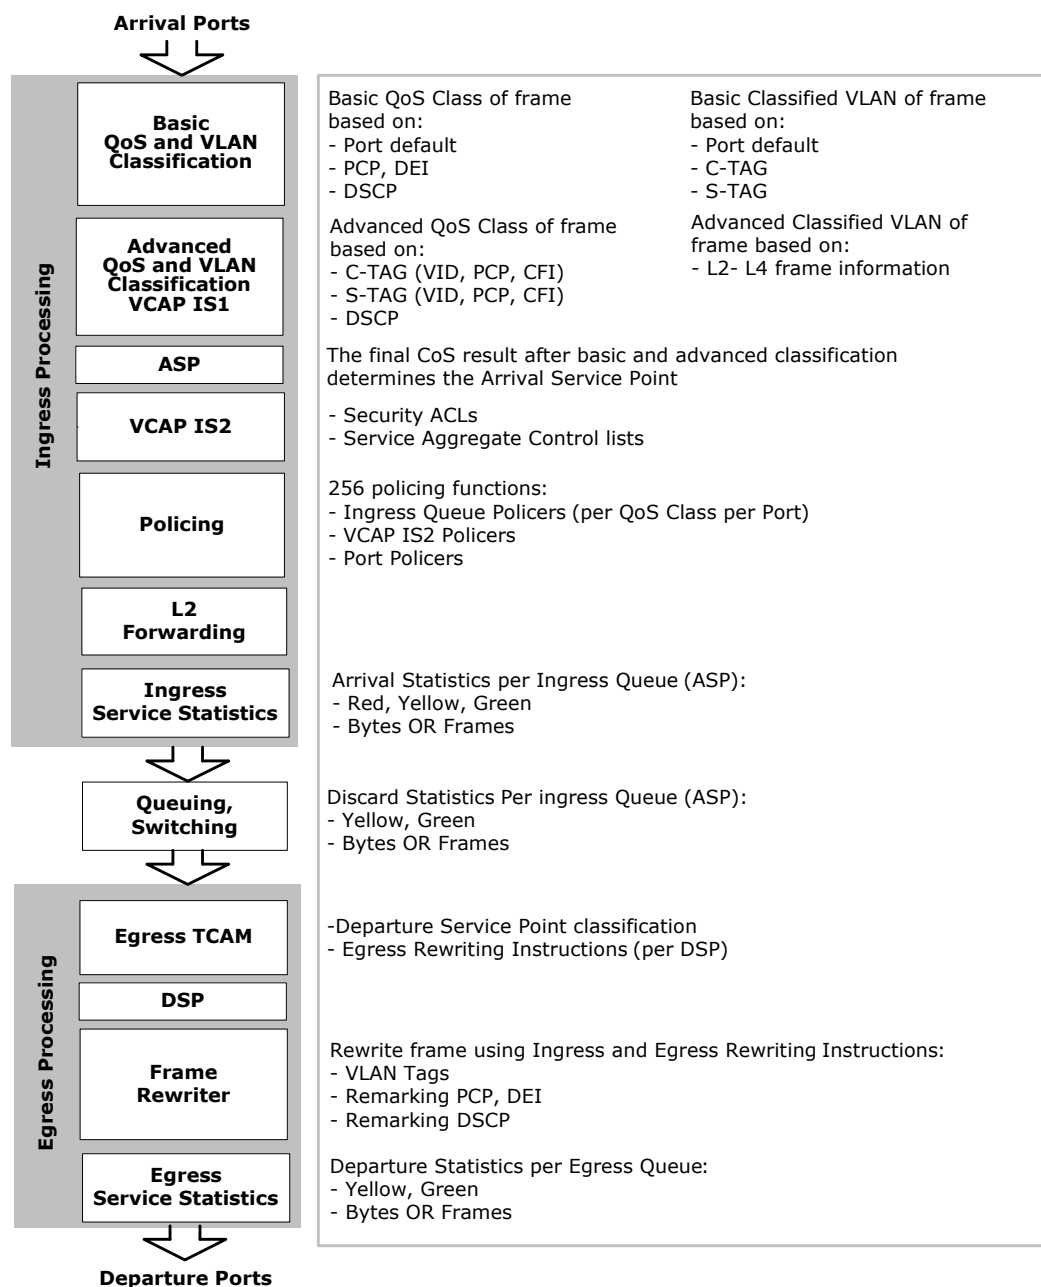 Arrival Ports
Ingress Processing
Basic
QoS and VLAN
Classification
Basic QoS Class of frame
based on:
- Port default
- PCP, DEI
- DSCP
Basic Classified VLAN of frame
based on:
- Port default
- C-TAG
- S-TAG
Advanced
QoS and VLAN
Classification
VCAP IS1
Advanced QoS Class of frame
based on:
- C-TAG (VID, PCP, CFI)
- S-TAG (VID, PCP, CFI)
- DSCP
Advanced Classified VLAN of
frame based on:
- L2- L4 frame information
ASP
The final CoS result after basic and advanced classification
determines the Arrival Service Point
VCAP IS2
- Security ACLs
- Service Aggregate Control lists
Policing
256 policing functions:
- Ingress Queue Policers (per QoS Class per Port)
- VCAP IS2 Policers
- Port Policers
L2
Forwarding
Ingress
Service Statistics
Arrival Statistics per Ingress Queue (ASP):
- Red, Yellow, Green
- Bytes OR Frames
Queuing,
Switching
Discard Statistics Per ingress Queue (ASP):
- Yellow, Green
- Bytes OR Frames
Egress Processing
Egress TCAM
-Departure Service Point classification
- Egress Rewriting Instructions (per DSP)
DSP
Frame
Rewriter
Rewrite frame using Ingress and Egress Rewriting Instructions:
- VLAN Tags
- Remarking PCP, DEI
- Remarking DSCP
Egress
Service Statistics
Departure Statistics per Egress Queue:
- Yellow, Green
- Bytes OR Frames
Departure Ports